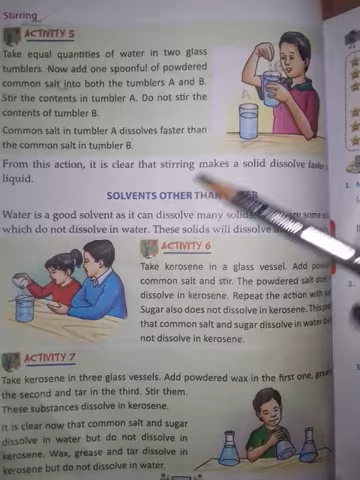 Stirring
ACTIVITY 5
Take equal quantities of water in two glass
tumblers. Now add one spoonful of powdered
common salt into both the tumblers A and B.
Stir the contents in tumbler A. Do not stir the
contents of tumbler B.
Common salt in tumbler A dissolves faster than
the common salt in tumbler B.
A
From this action, it is clear that stirring makes a solid dissolve faster
liquid.
SOLVENTS OTHER THAN
Water is a good solvent as it can dissolve many solids. some
which do not dissolve in water. These solids will dissolve
ACTIVITY 6
Take kerosene in a glass vessel. Add
common salt and stir. The powdered salt
dissolve in kerosene. Repeat the action with
Sugar also does not dissolve in kerosene. This
that common salt and sugar dissolve in water
not dissolve in kerosene.
ACTIVITY 7
Take kerosene in three glass vessels. Add powdered wax in the first one,
the second and tar in the third. Stir them.
These substances dissolve in kerosene.
It is clear now that common salt and sugar
dissolve in water but do not dissolve in
kerosene. Wax, grease and tar dissolve in
kerosene but do not dissolve in water.